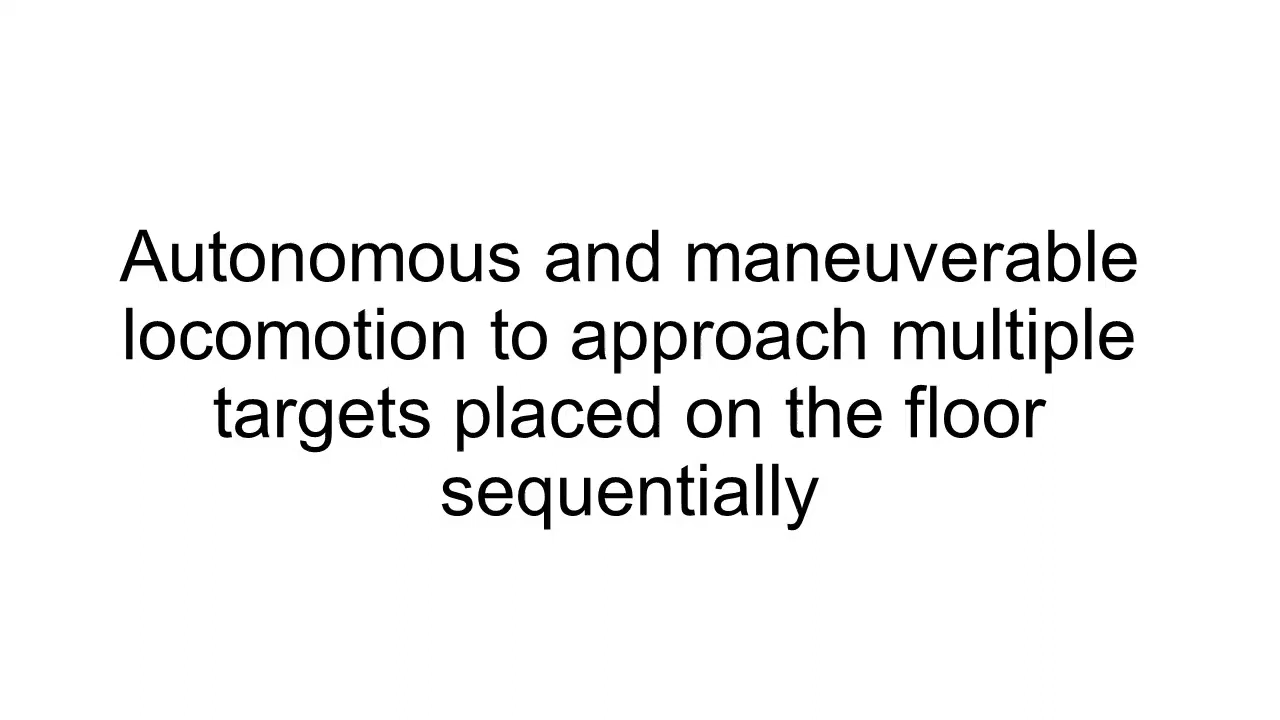 Autonomous and maneuverable
locomotion to approach multiple
targets placed on the floor
sequentially